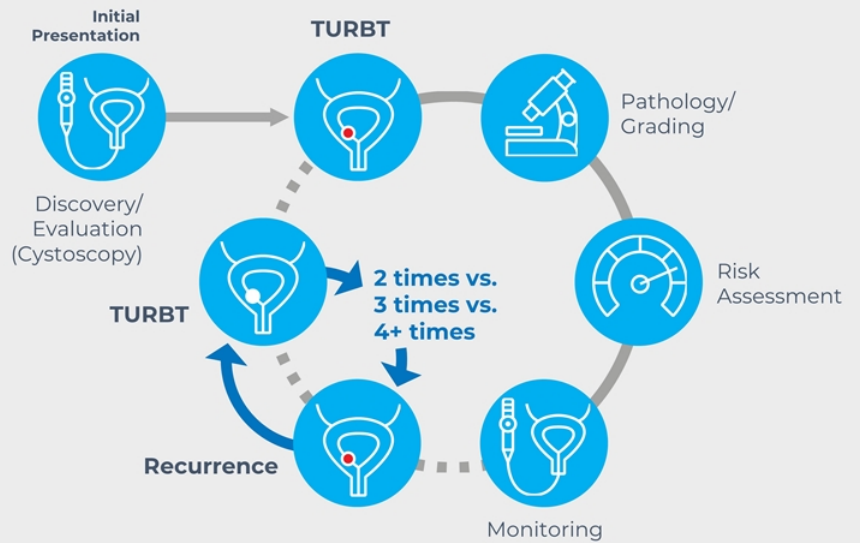 Initial
Presentation
TURBT
Pathology/
Grading
Discovery/
Evaluation
(Cystoscopy)
Risk
Assessment
2 times vs.
3 times vs.
4+ times
TURBT
Recurrence
Monitoring